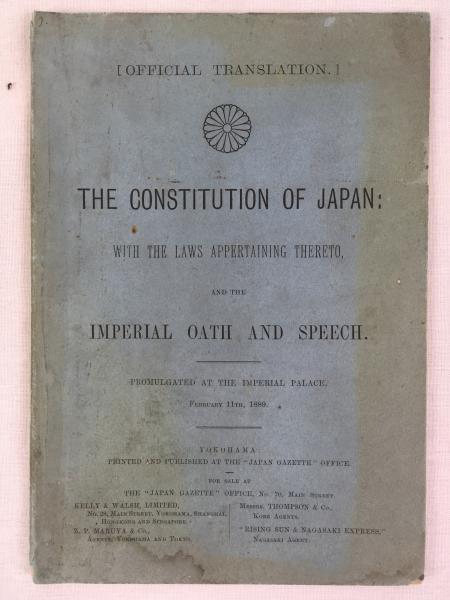 [OFFICIAL TRANSLATION.]
THE CONSTITUTION OF JAPAN:
WITH THE LAWS APPERTAINING THERETO,
AND THE
IMPERIAL OATH AND SPEECH.
PROMULGATED AT THE IMPERIAL PALACE,
FEBRUARY 11TH, 1889.
YOKOHAMA:
PRINTED AND PUBLISHED AT THE "JAPAN GAZETTE" OFFICE.
FOR SALE AT
THE "JAPAN GAZETTE" OFFICE, No. 70, MAIN STREET.
KELLY & WALSH, LIMITED,
No. 28, MAIN STREET, YOKOHAMA, SHANGHAI,
HONGKONG AND SINGAPORE.
Z. P. MARUYA & Co.,
AGENTS, YOKOHAMA AND TOKYO.
MESSRS. THOMPSON & Co.,
KOBE AGENTS.
"RISING SUN & NAGASAKI EXPRESS,"
NAGASAKI AGENT.